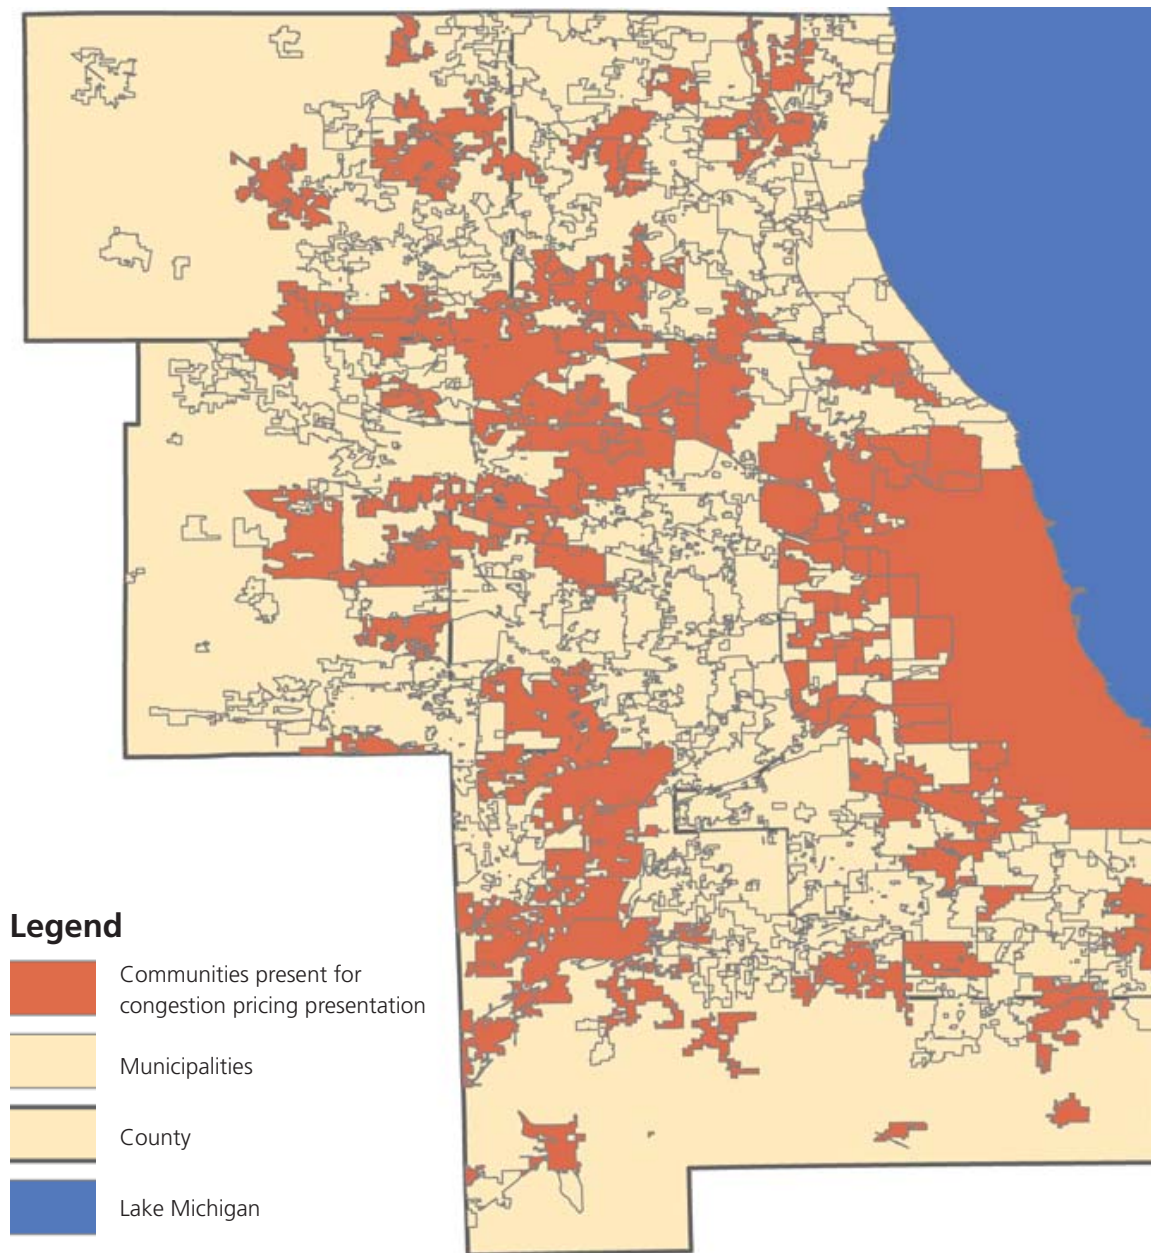 Legend
Communities present for
congestion pricing presentation
Municipalities
County
Lake Michigan